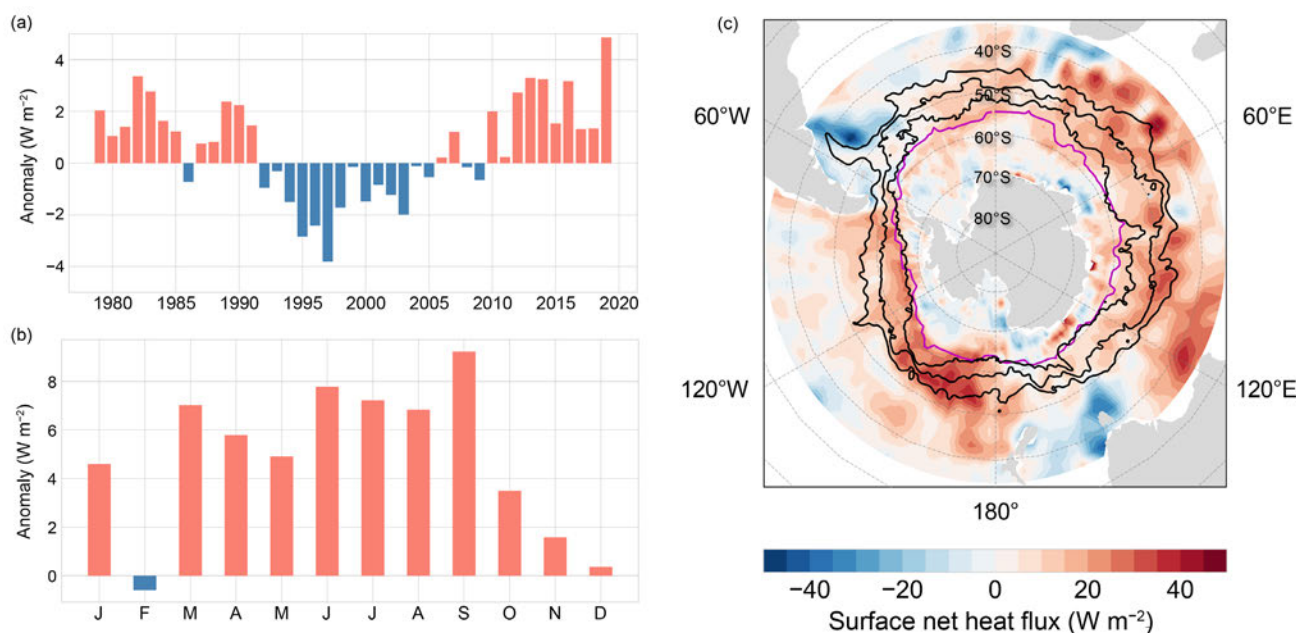 (a)
4
2
0
−2
−4
Anomaly (W m⁻²)
1980 1985 1990 1995 2000 2005 2010 2015 2020
(b)
8
6
4
2
0
Anomaly (W m⁻²)
J F M A M J J A S O N D
(c)
40°S
50°S
60°S
70°S
80°S
60°W
60°E
120°W
120°E
180°
−40 −20 0 20 40
Surface net heat flux (W m⁻²)